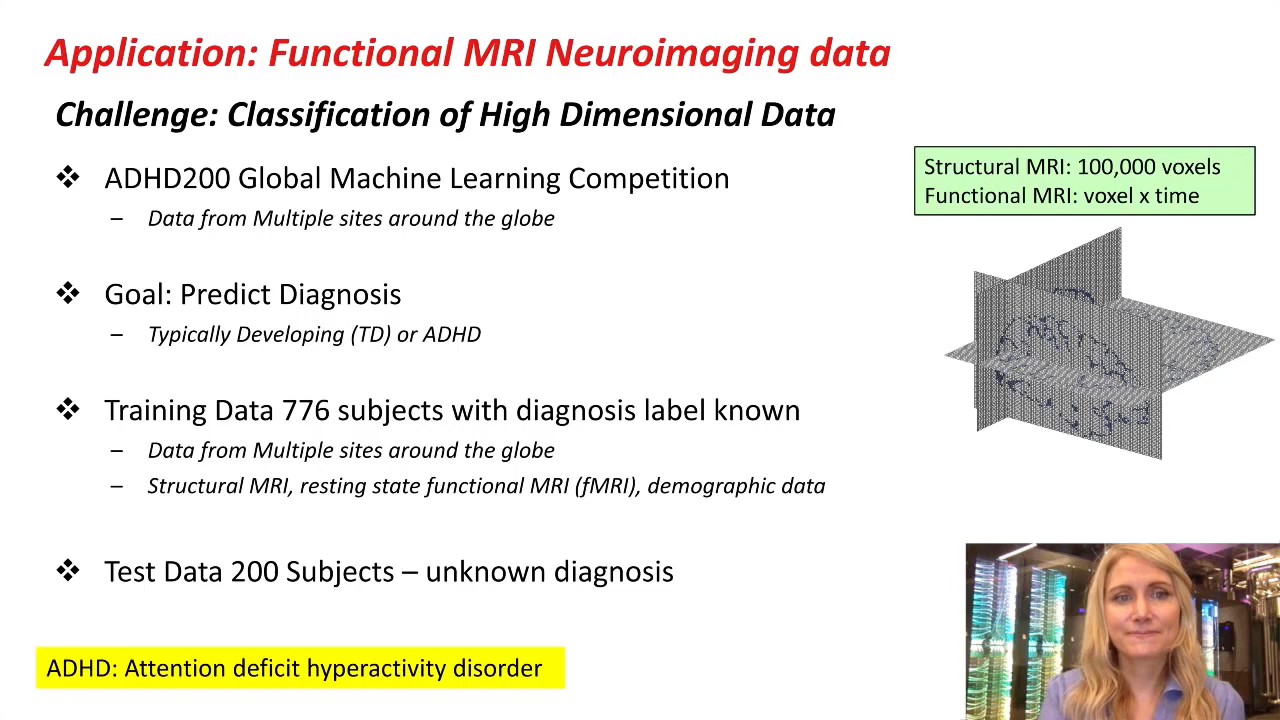 Application: Functional MRI Neuroimaging data
Challenge: Classification of High Dimensional Data
❖ ADHD200 Global Machine Learning Competition
– Data from Multiple sites around the globe
❖ Goal: Predict Diagnosis
– Typically Developing (TD) or ADHD
❖ Training Data 776 subjects with diagnosis label known
– Data from Multiple sites around the globe
– Structural MRI, resting state functional MRI (fMRI), demographic data
❖ Test Data 200 Subjects – unknown diagnosis
ADHD: Attention deficit hyperactivity disorder
Structural MRI: 100,000 voxels
Functional MRI: voxel x time